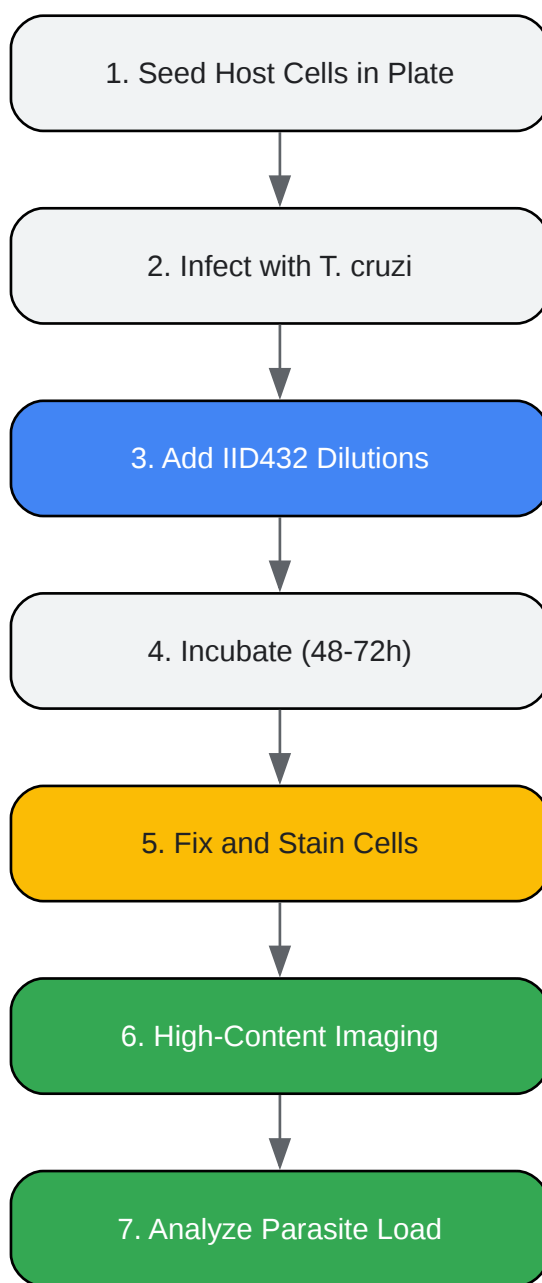 1. Seed Host Cells in Plate
2. Infect with T. cruzi
3. Add IID432 Dilutions
4. Incubate (48-72h)
5. Fix and Stain Cells
6. High-Content Imaging
7. Analyze Parasite Load